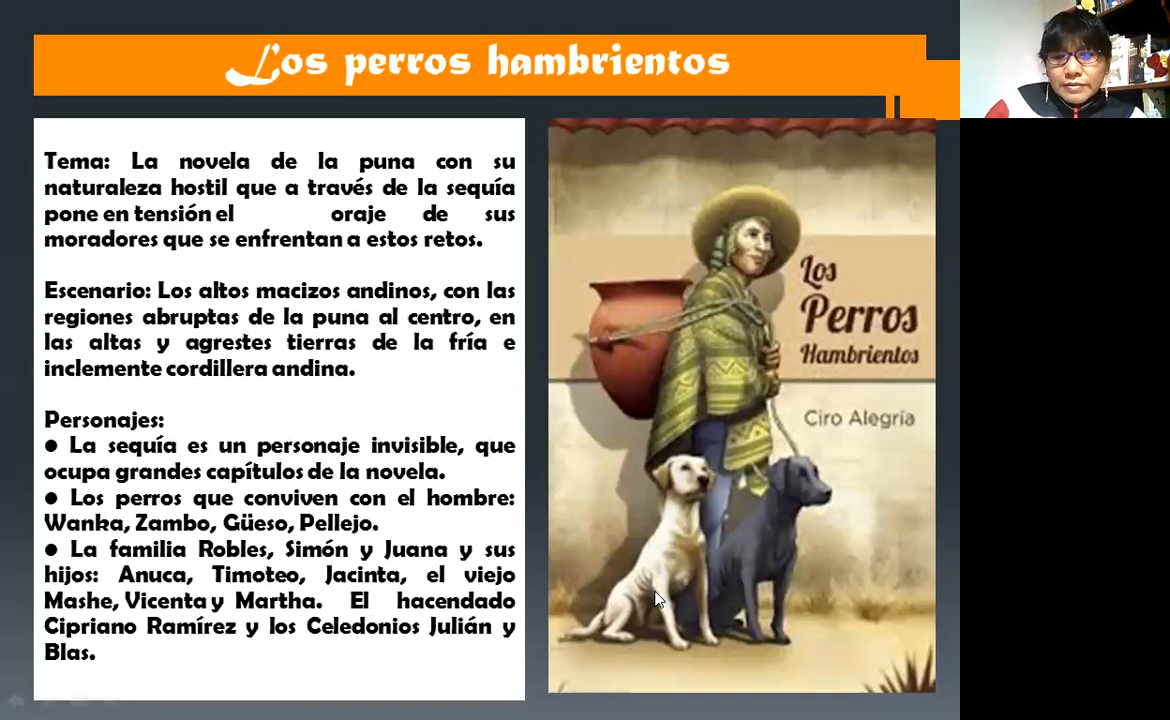 Los perros hambrientos
Tema: La novela de la puna con su
naturaleza hostil que a través de la sequía
pone en tensión el oraje de sus
moradores que se enfrentan a estos retos.
Escenario: Los altos macizos andinos, con las
regiones abruptas de la puna al centro, en
las altas y agrestes tierras de la fría e
inclemente cordillera andina.
Personajes:
● La sequía es un personaje invisible, que
ocupa grandes capítulos de la novela.
● Los perros que conviven con el hombre:
Wanka, Zambo, Güeso, Pellejo.
● La familia Robles, Simón y Juana y sus
hijos: Anuca, Timoteo, Jacinta, el viejo
Mashe, Vicenta y Martha. El hacendado
Cipriano Ramírez y los Celedonios Julián y
Blas.
Los
Perros
Hambrientos
Ciro Alegría